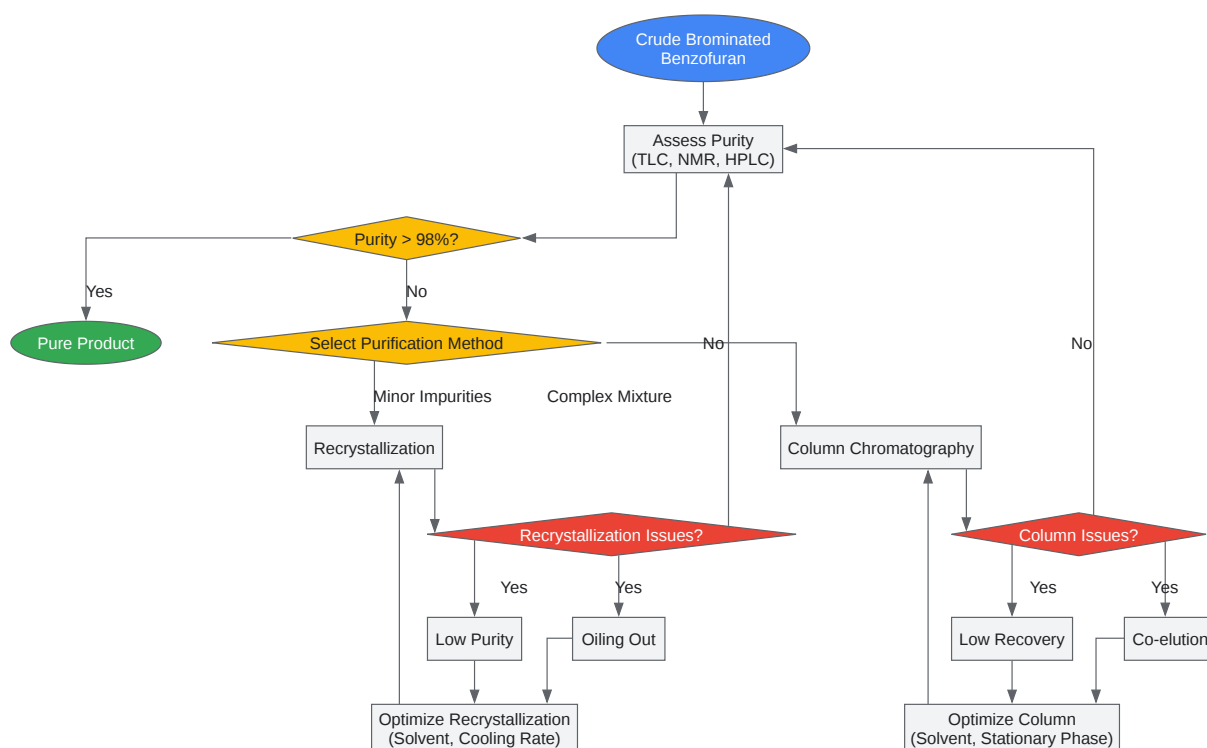 Crude Brominated
Benzofuran
Assess Purity
(TLC, NMR, HPLC)
Purity > 98%?
Yes
No
Pure Product
Select Purification Method
No
No
Minor Impurities
Complex Mixture
Recrystallization
Column Chromatography
Recrystallization Issues?
Column Issues?
Yes
Yes
Yes
Yes
Low Purity
Oiling Out
Low Recovery
Co-elution
Optimize Recrystallization
(Solvent, Cooling Rate)
Optimize Column
(Solvent, Stationary Phase)